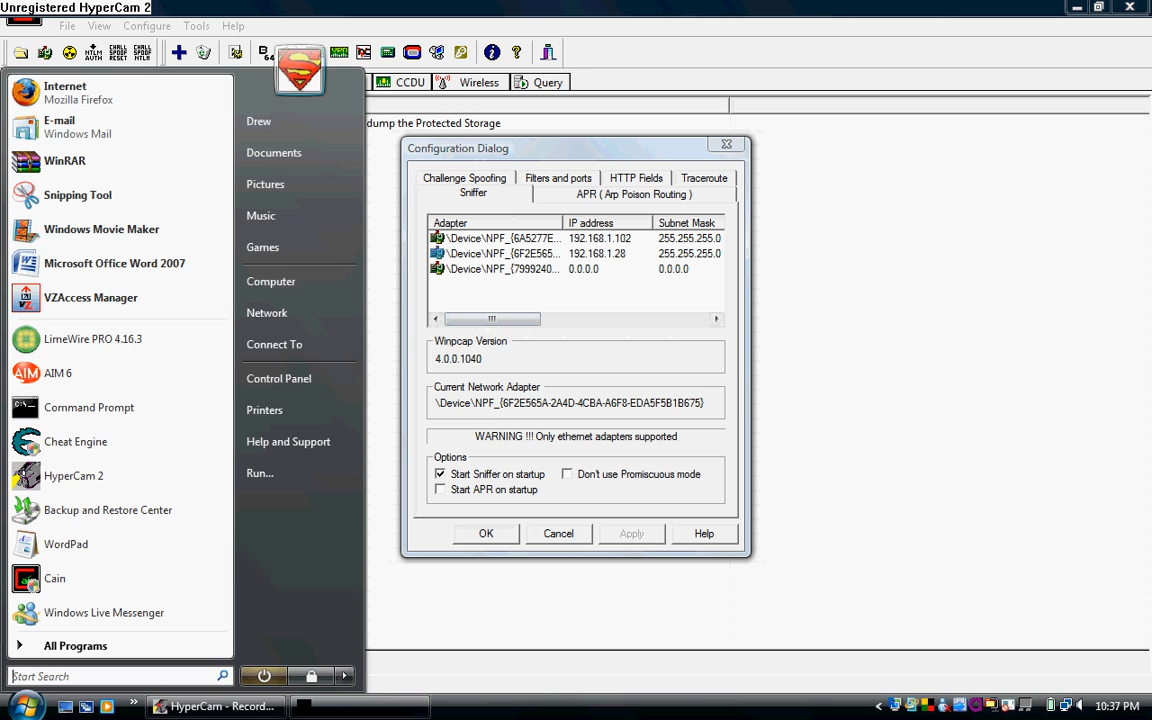 Unregistered HyperCam 2
File View Configure Tools Help
NTLM AUTH
CHALL SPOOF RESET
CHALL SPOOF NTLM
B 64
CCDU
Wireless
Query
dump the Protected Storage
Internet
Mozilla Firefox
E-mail
Windows Mail
WinRAR
Snipping Tool
Windows Movie Maker
Microsoft Office Word 2007
VZAccess Manager
LimeWire PRO 4.16.3
AIM 6
Command Prompt
Cheat Engine
HyperCam 2
Backup and Restore Center
WordPad
Cain
Windows Live Messenger
All Programs
Start Search
Drew
Documents
Pictures
Music
Games
Computer
Network
Connect To
Control Panel
Printers
Help and Support
Run...
Configuration Dialog
Challenge Spoofing Filters and ports HTTP Fields Traceroute
Sniffer APR ( Arp Poison Routing )
Adapter IP address Subnet Mask
\Device\NPF_{6A5277E... 192.168.1.102 255.255.255.0
\Device\NPF_{6F2E565... 192.168.1.28 255.255.255.0
\Device\NPF_{7999240... 0.0.0.0 0.0.0.0
Winpcap Version
4.0.0.1040
Current Network Adapter
\Device\NPF_{6F2E565A-2A4D-4CBA-A6F8-EDA5F5B1B675}
WARNING !!! Only ethernet adapters supported
Options
Start Sniffer on startup Don't use Promiscuous mode
Start APR on startup
OK Cancel Apply Help
HyperCam - Record...
10:37 PM